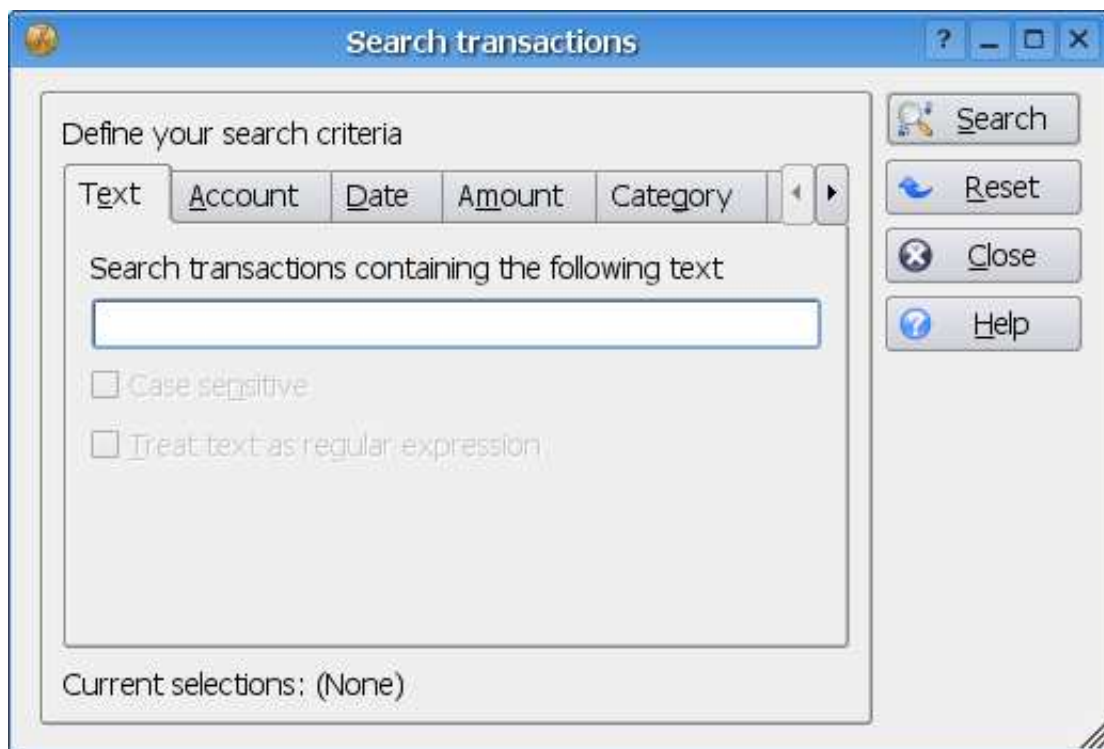 Search transactions
Define your search criteria
Text Account Date Amount Category
Search transactions containing the following text
Case sensitive
Treat text as regular expression
Current selections: (None)
Search
Reset
Close
Help